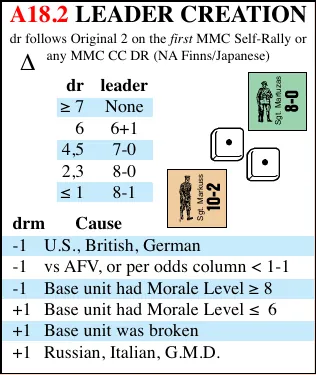 A18.2 LEADER CREATION
dr follows Original 2 on the first MMC Self-Rally or
any MMC CC DR (NA Finns/Japanese)
Δ
dr leader
≥ 7 None
6 6+1
4,5 7-0
2,3 8-0
≤ 1 8-1
Sgt. Marfuzas
8-0
Sgt. Markuss
10-2
drm Cause
-1 U.S., British, German
-1 vs AFV, or per odds column < 1-1
-1 Base unit had Morale Level ≥ 8
+1 Base unit had Morale Level ≤ 6
+1 Base unit was broken
+1 Russian, Italian, G.M.D.